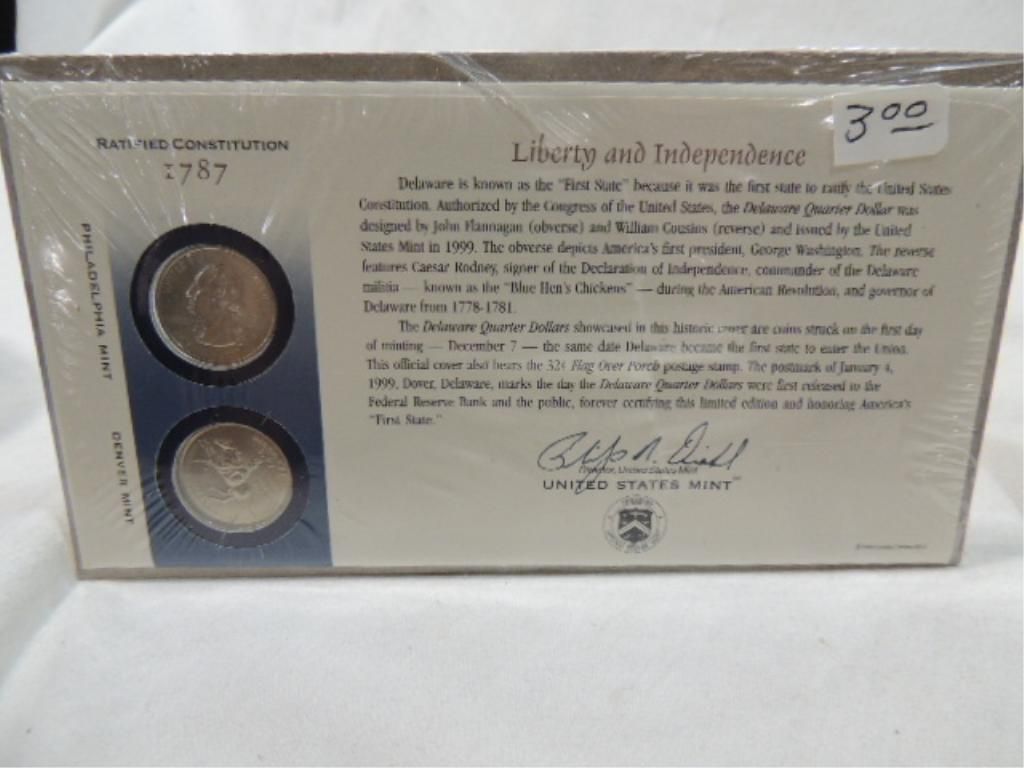 3 00
RATIFIED CONSTITUTION
1787
PHILADELPHIA MINT
DENVER MINT
Liberty and Independence
Delaware is known as the "First State" because it was the first state to ratify the United States
Constitution. Authorized by the Congress of the United States, the Delaware Quarter Dollar was
designed by John Flannagan (obverse) and William Cousins (reverse) and issued by the United
States Mint in 1999. The obverse depicts America's first president, George Washington. The reverse
features Caesar Rodney, signer of the Declaration of Independence, commander of the Delaware
militia — known as the "Blue Hen's Chickens" — during the American Revolution, and governor of
Delaware from 1778-1781.
The Delaware Quarter Dollars showcased in this historic cover are coins struck on the first day
of minting — December 7 — the same date Delaware became the first state to enter the Union.
This official cover also bears the 32¢ Flag Over Porch postage stamp. The postmark of January 4,
1999, Dover, Delaware, marks the day the Delaware Quarter Dollars were first released to the
Federal Reserve Bank and the public, forever certifying this limited edition and honoring America's
"First State."
Director, United States Mint
UNITED STATES MINT™